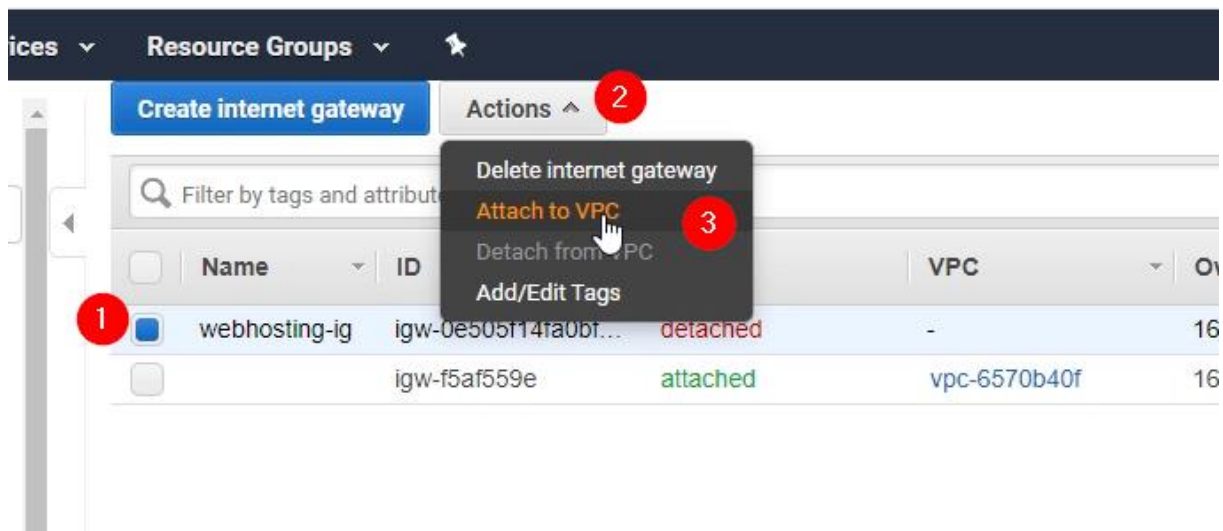 ices Resource Groups
Create internet gateway Actions 2
Delete internet gateway
Filter by tags and
Attach to VPC 3
Detach from VPC
Name ID VPC
Add/Edit Tags
1 webhosting-ig detached - 16
igw-f5af559e attached vpc-6570b40f 16